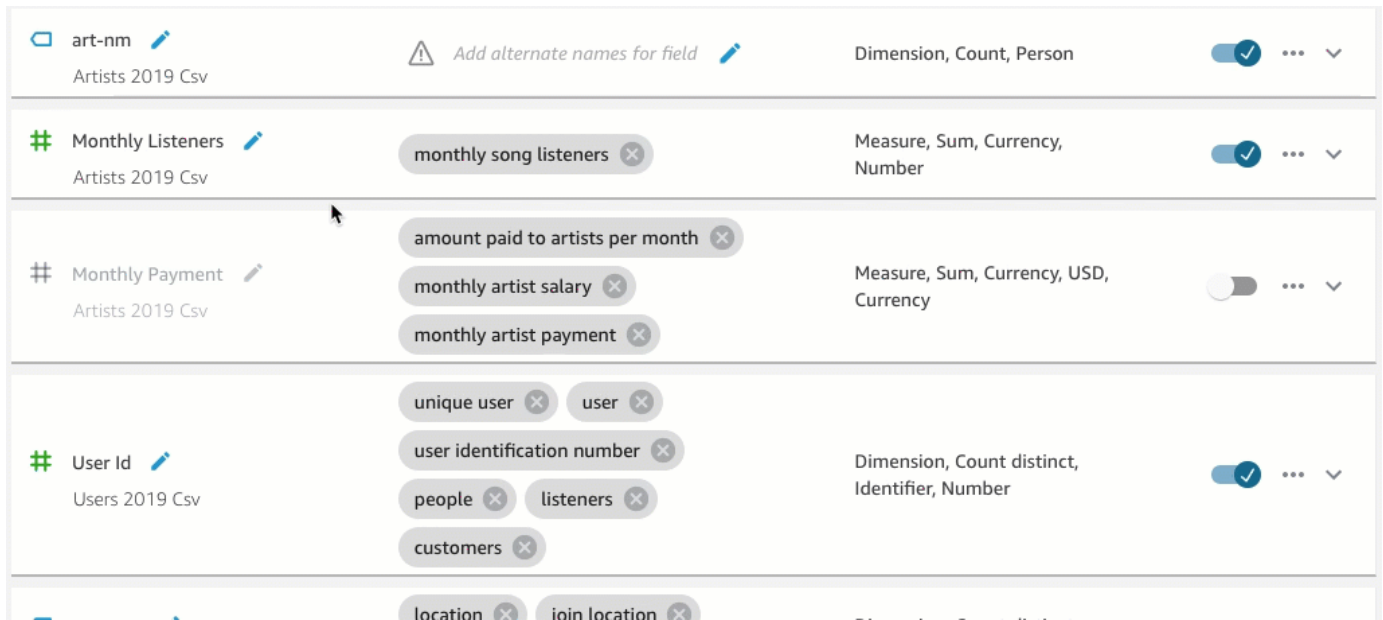 art-nm
Artists 2019 Csv
Add alternate names for field
Dimension, Count, Person
Monthly Listeners
Artists 2019 Csv
monthly song listeners
Measure, Sum, Currency,
Number
Monthly Payment
Artists 2019 Csv
amount paid to artists per month
monthly artist salary
monthly artist payment
Measure, Sum, Currency, USD,
Currency
User Id
Users 2019 Csv
unique user user
user identification number
people listeners
customers
Dimension, Count distinct,
Identifier, Number
location join location